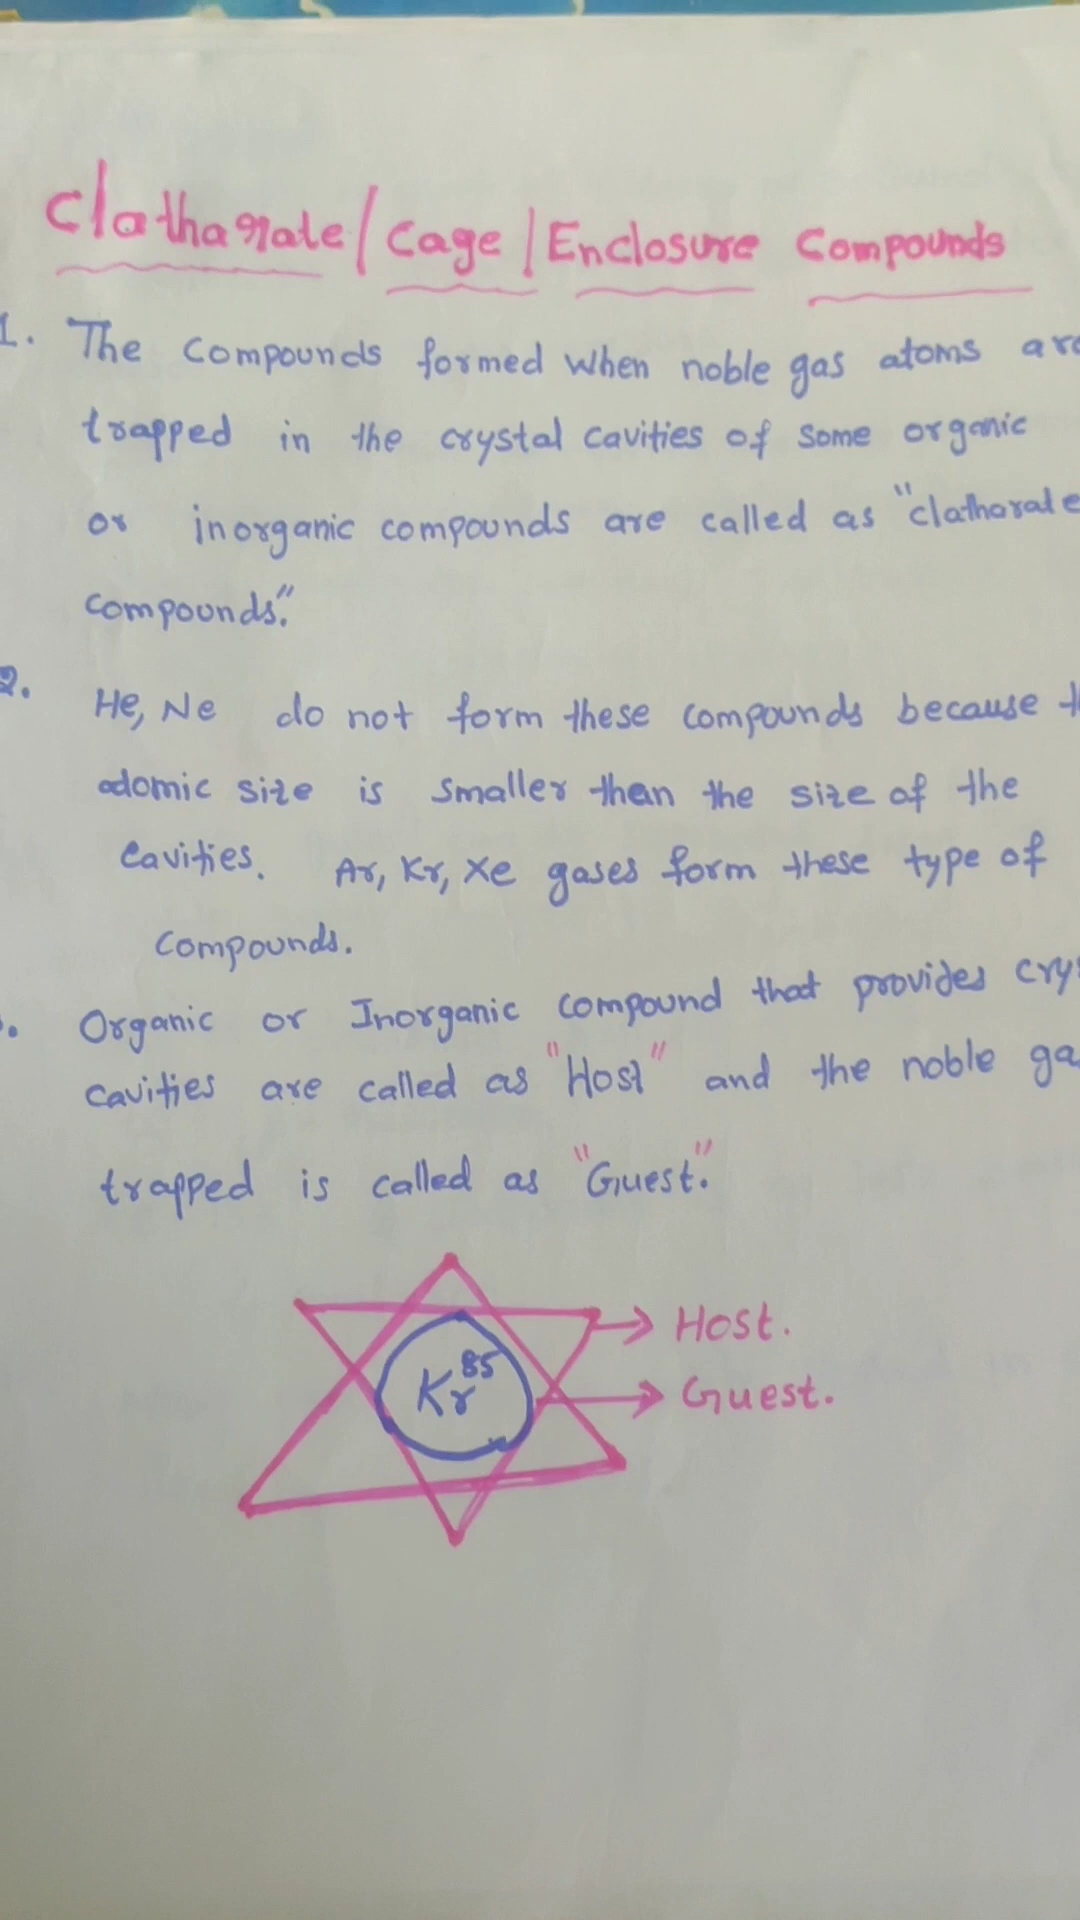 Clathagrate/Cage/Enclosure Compounds
1. The Compounds formed when noble gas atoms are
trapped in the crystal cavities of some organic
or inorganic compounds are called as "clatharate
compounds."
2. He, Ne do not form these compounds because
adomic size is smaller than the size of the
cavities. Ar, Kr, Xe gases form these type of
compounds.
Organic or Inorganic compound that provides
cavities are called as "Host" and the noble
trapped is called as "Guest."
Kr85
Host.
Guest.